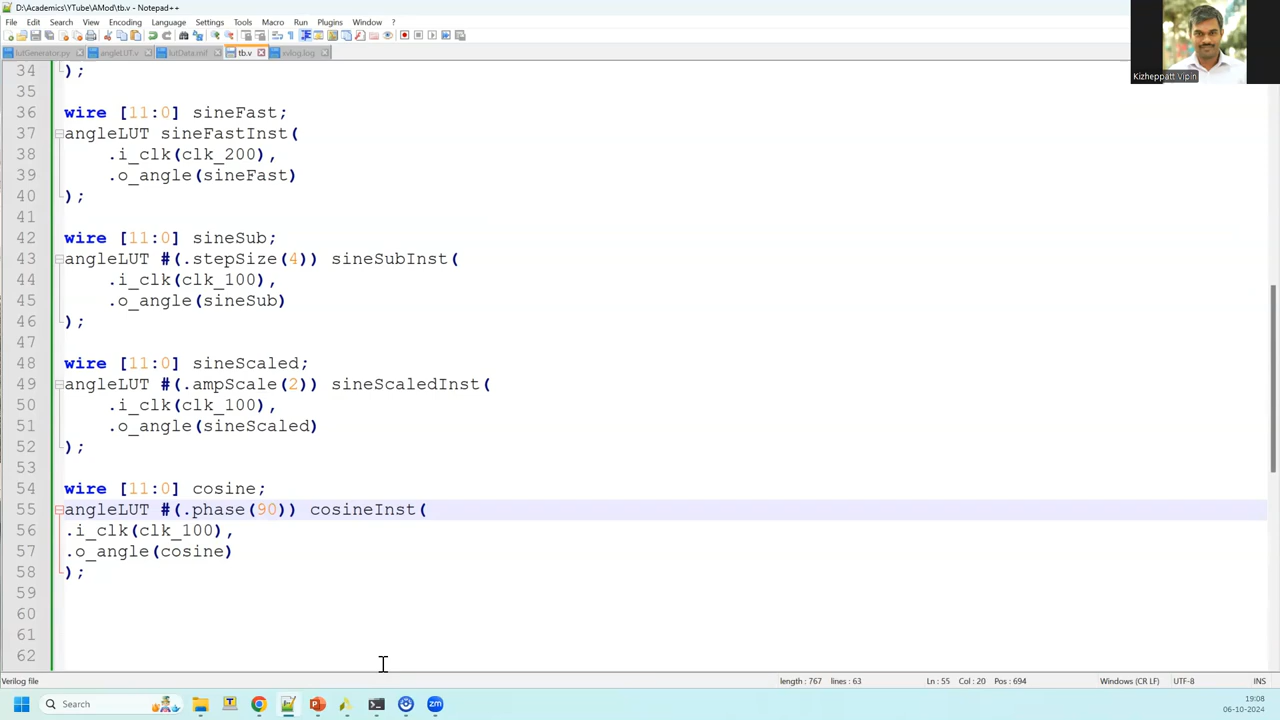 D:\Academics\YTube\AMod\tb.v - Notepad++
File Edit Search View Encoding Language Settings Tools Macro Run Plugins Window ?
lutGenerator.py angleLUT.v lutData.mif tb.v xvlog.log
34 );
35
36 wire [11:0] sineFast;
37 angleLUT sineFastInst(
38 .i_clk(clk_200),
39 .o_angle(sineFast)
40 );
41
42 wire [11:0] sineSub;
43 angleLUT #(.stepSize(4)) sineSubInst(
44 .i_clk(clk_100),
45 .o_angle(sineSub)
46 );
47
48 wire [11:0] sineScaled;
49 angleLUT #(.ampScale(2)) sineScaledInst(
50 .i_clk(clk_100),
51 .o_angle(sineScaled)
52 );
53
54 wire [11:0] cosine;
55 angleLUT #(.phase(90)) cosineInst(
56 .i_clk(clk_100),
57 .o_angle(cosine)
58 );
59
60
61
62
Kizheppatt Vipin
Verilog file length : 767 lines : 63 Ln : 55 Col : 20 Pos : 694 Windows (CR LF) UTF-8 INS
Search
19:08
06-10-2024